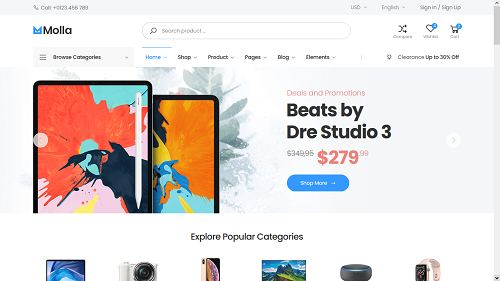 Call: +0123 456 789
USD
English
Sign in / Sign Up
Molla
Search product ...
Compare
0
Wishlist
2
Cart
Browse Categories
Home
Shop
Product
Pages
Blog
Elements
Clearance Up to 30% Off
Deals and Promotions
Beats by
Dre Studio 3
$349,95 $279.99
Shop More →
Explore Popular Categories